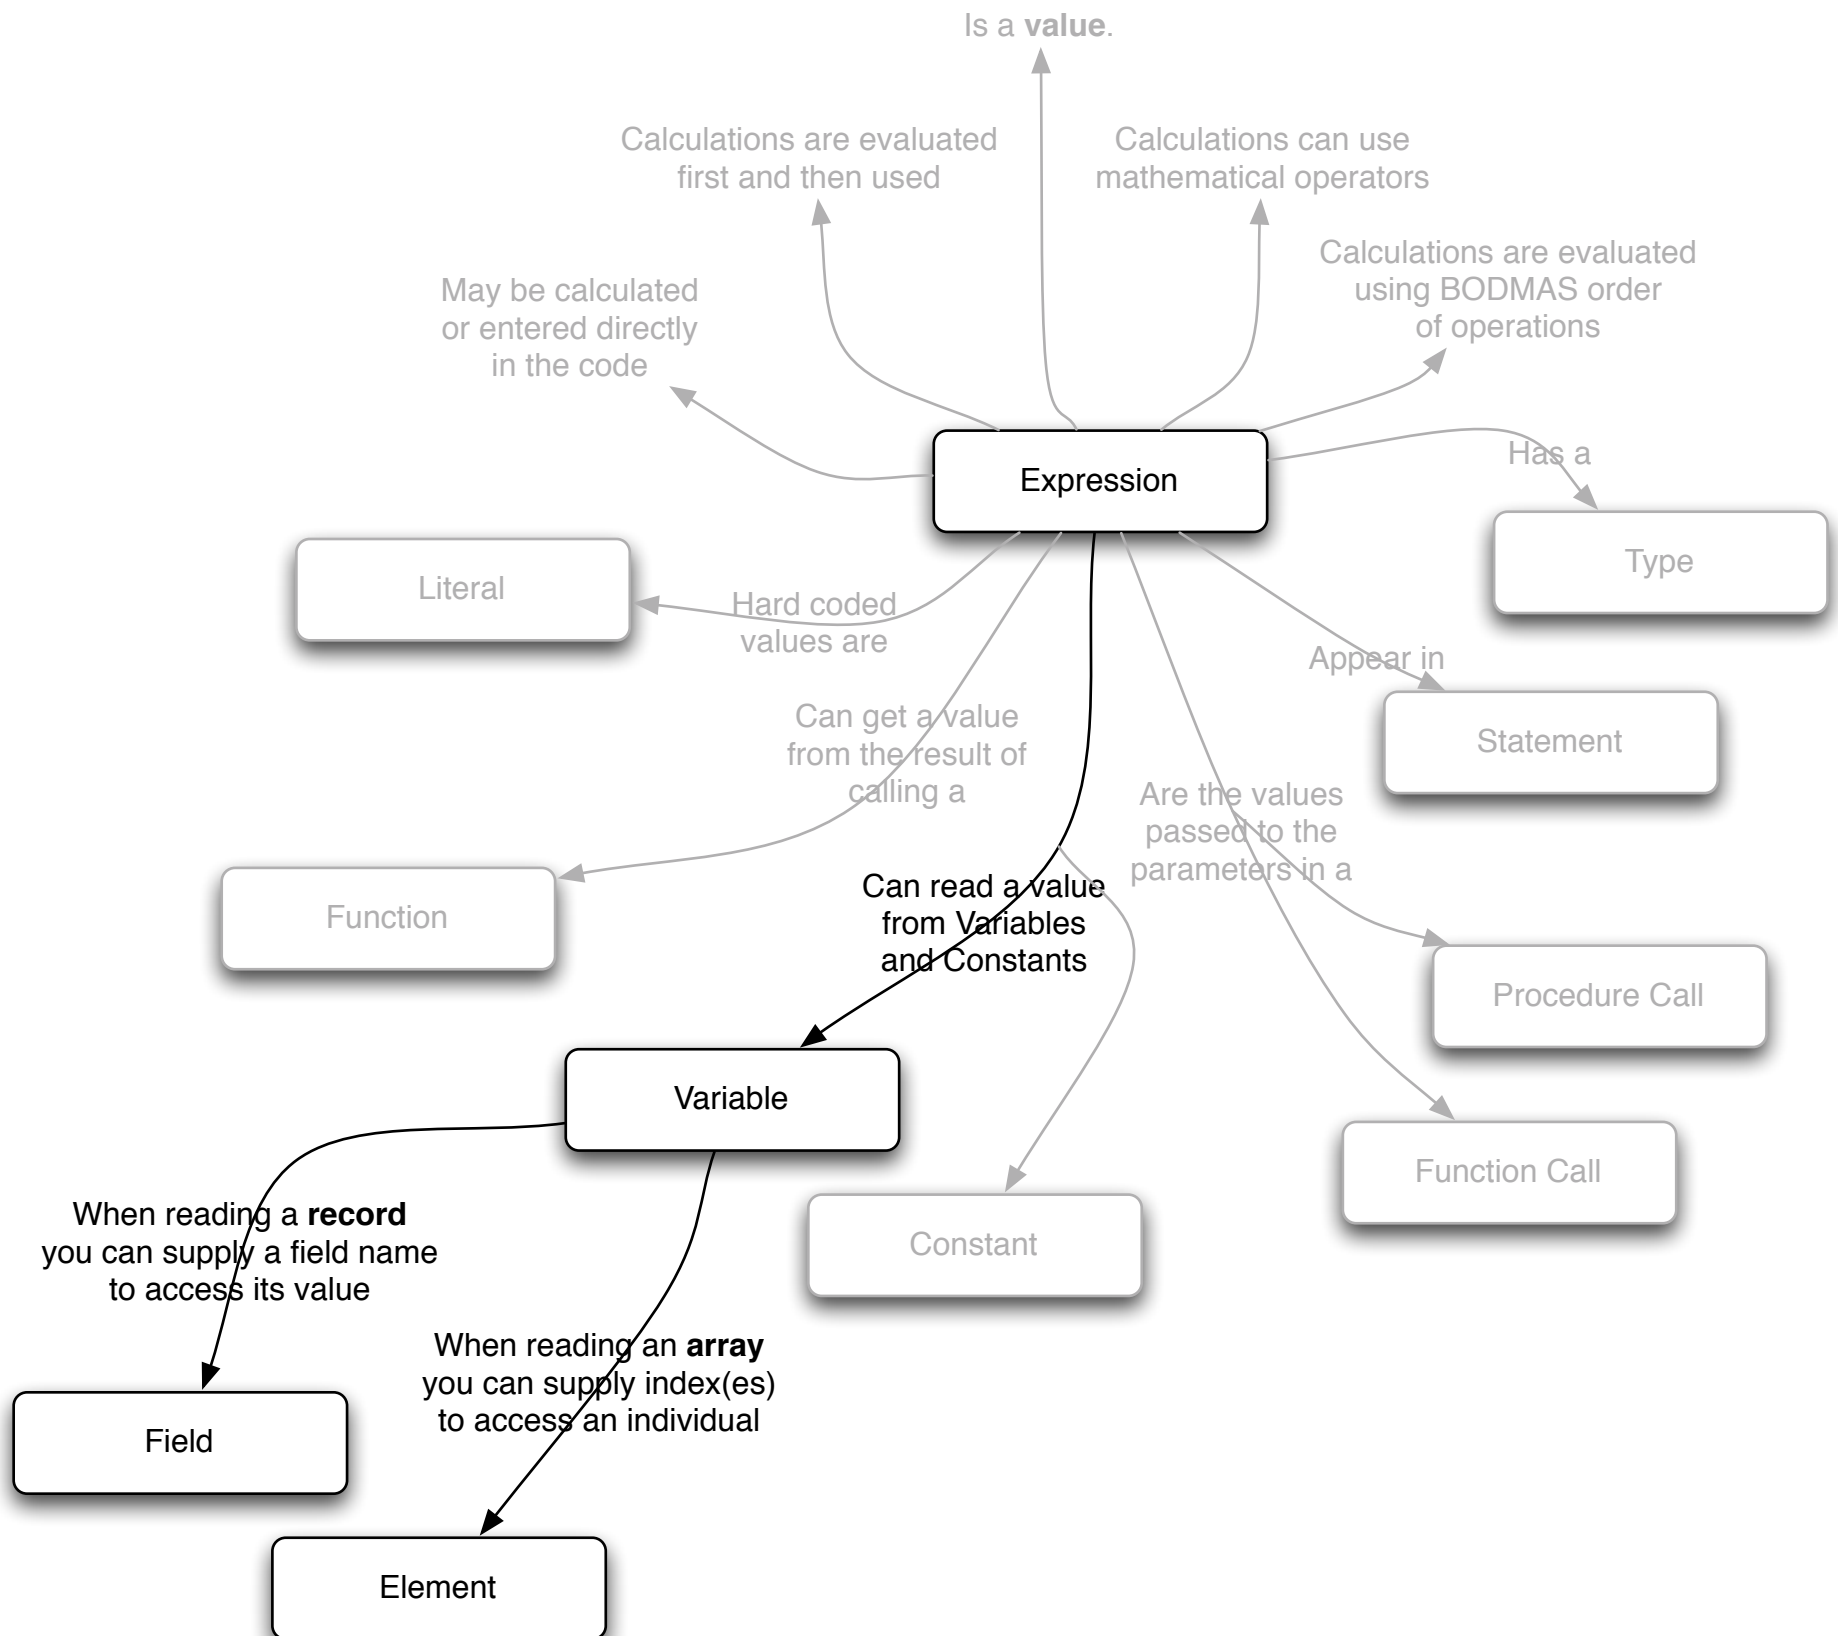 Is a value.
Calculations are evaluated
first and then used
Calculations can use
mathematical operators
Calculations are evaluated
using BODMAS order
of operations
May be calculated
or entered directly
in the code
Expression
Has a
Type
Literal
Hard coded
values are
Appear in
Statement
Can get a value
from the result of
calling a
Are the values
passed to the
parameters in a
Function
Can read a value
from Variables
and Constants
Procedure Call
Variable
Function Call
Constant
When reading a record
you can supply a field name
to access its value
When reading an array
you can supply index(es)
to access an individual
Field
Element